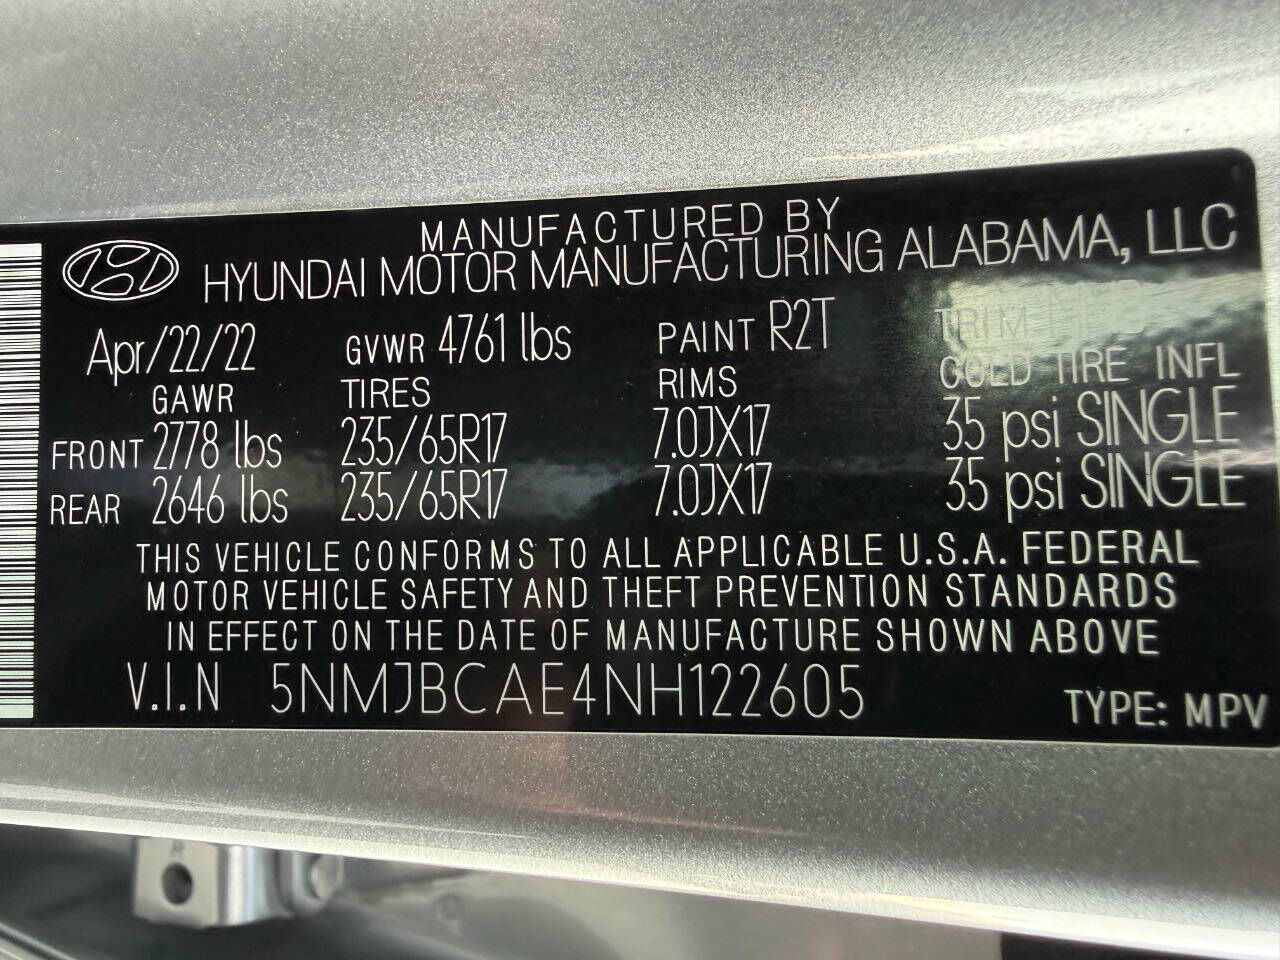 MANUFACTURED BY
HYUNDAI MOTOR MANUFACTURING ALABAMA, LLC
Apr/22/22 GVWR 4761 lbs PAINT R2T TRIM
GAWR TIRES RIMS COLD TIRE INFL
FRONT 2778 lbs 235/65R17 7.0JX17 35 psi SINGLE
REAR 2646 lbs 235/65R17 7.0JX17 35 psi SINGLE
THIS VEHICLE CONFORMS TO ALL APPLICABLE U.S.A. FEDERAL
MOTOR VEHICLE SAFETY AND THEFT PREVENTION STANDARDS
IN EFFECT ON THE DATE OF MANUFACTURE SHOWN ABOVE
V.I.N 5NMJBCAE4NH122605 TYPE: MPV